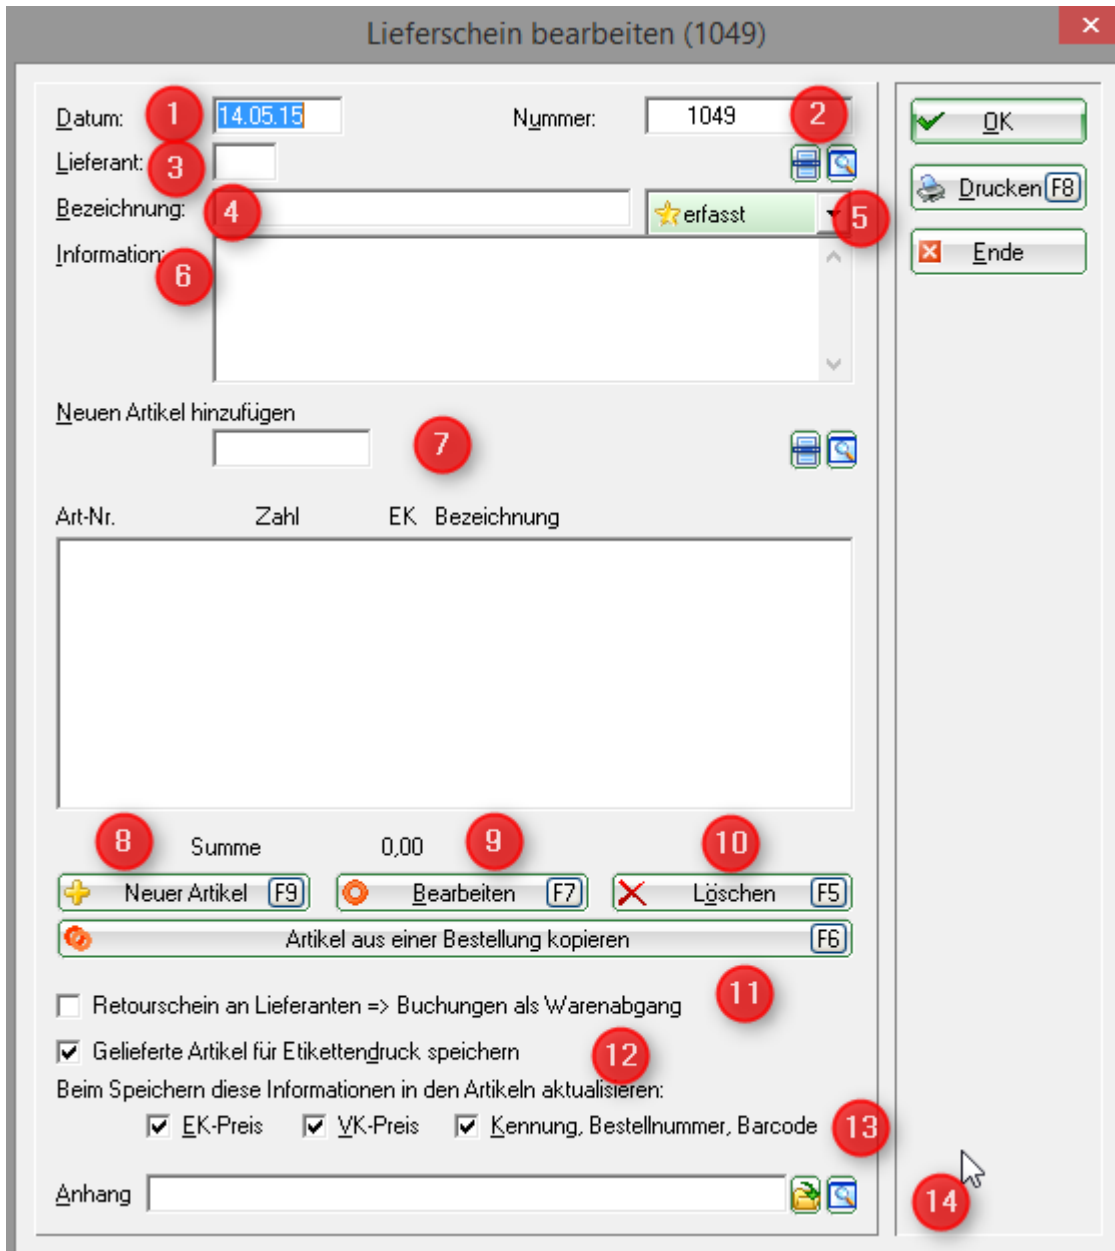 Lieferschein bearbeiten (1049)
Datum: 1 14.05.15 Nummer: 1049 2
OK
Lieferant: 3
Drucken F8
Bezeichnung: 4 erfasst 5
Information: 6
Ende
Neuen Artikel hinzufügen
7
Art-Nr. Zahl EK Bezeichnung
8 Summe 0,00 9 10
Neuer Artikel F9 Bearbeiten F7 Löschen F5
Artikel aus einer Bestellung kopieren F6
11
Retourschein an Lieferanten => Buchungen als Warenabgang
Gelieferte Artikel für Etikettendruck speichern 12
Beim Speichern diese Informationen in den Artikeln aktualisieren:
EK-Preis VK-Preis Kennung, Bestellnummer, Barcode 13
Anhang 14